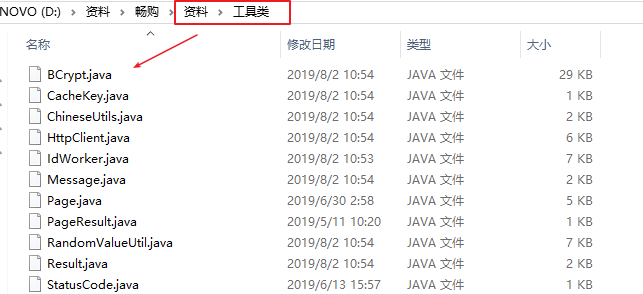 NOVO (D:) > 资料 > 畅购 > 资料 > 工具类
名称 修改日期 类型 大小
BCrypt.java 2019/8/2 10:54 JAVA 文件 29 KB
CacheKey.java 2019/8/2 10:54 JAVA 文件 1 KB
ChineseUtils.java 2019/8/2 10:54 JAVA 文件 2 KB
HttpClient.java 2019/8/2 10:54 JAVA 文件 6 KB
IdWorker.java 2019/8/2 10:53 JAVA 文件 7 KB
Message.java 2019/8/2 10:54 JAVA 文件 2 KB
Page.java 2019/6/30 2:58 JAVA 文件 5 KB
PageResult.java 2019/5/11 10:20 JAVA 文件 1 KB
RandomValueUtil.java 2019/8/2 10:54 JAVA 文件 7 KB
Result.java 2019/8/2 10:54 JAVA 文件 2 KB
StatusCode.java 2019/6/13 15:57 JAVA 文件 1 KB